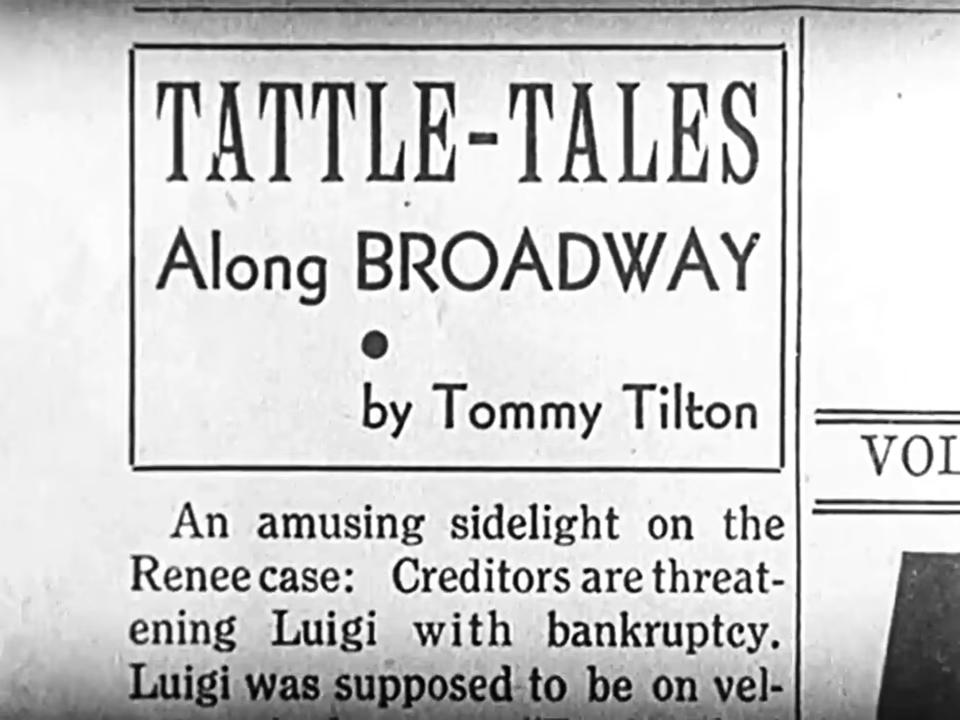 TATTLE-TALES
Along BROADWAY
by Tommy Tilton
An amusing sidelight on the
Renee case: Creditors are threat-
ening Luigi with bankruptcy.
Luigi was supposed to be on vel-
VOL